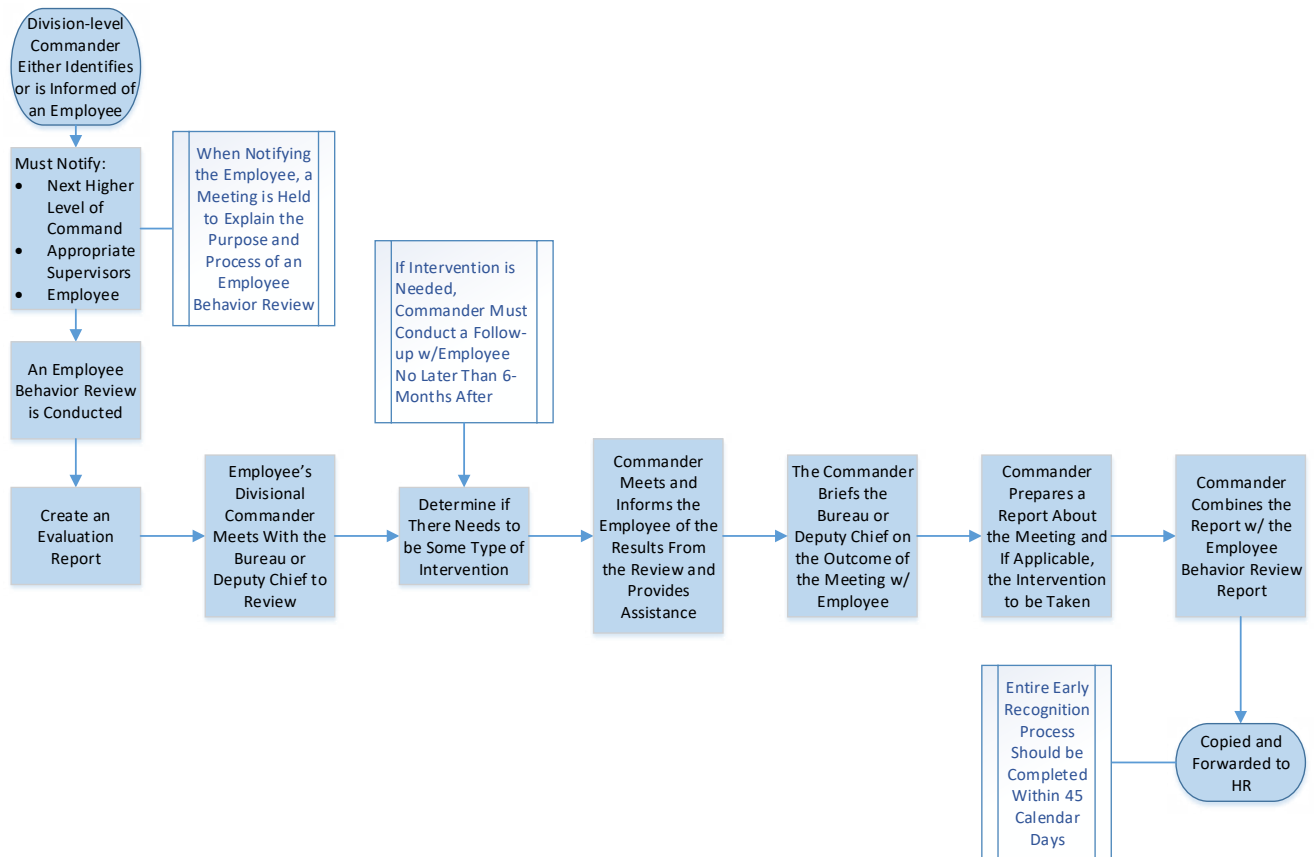 Division-level
Commander
Either Identifies
or is Informed of
an Employee
Must Notify:
• Next Higher
Level of
Command
• Appropriate
Supervisors
• Employee
When Notifying
the Employee, a
Meeting is Held
to Explain the
Purpose and
Process of an
Employee
Behavior Review
If Intervention is
Needed,
Commander Must
Conduct a Follow-
up w/Employee
No Later Than 6-
Months After
An Employee
Behavior Review
is Conducted
Create an
Evaluation
Report
Employee’s
Divisional
Commander
Meets With the
Bureau or
Deputy Chief to
Review
Determine if
There Needs to
be Some Type of
Intervention
Commander
Meets and
Informs the
Employee of the
Results From
the Review and
Provides
Assistance
The Commander
Briefs the
Bureau or
Deputy Chief on
the Outcome of
the Meeting w/
Employee
Commander
Prepares a
Report About
the Meeting and
If Applicable,
the Intervention
to be Taken
Commander
Combines the
Report w/ the
Employee
Behavior Review
Report
Entire Early
Recognition
Process
Should be
Completed
Within 45
Calendar
Days
Copied and
Forwarded to
HR